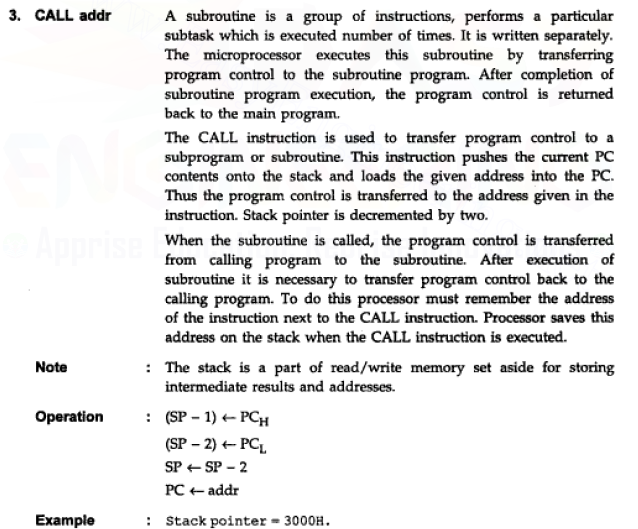 3. CALL addr A subroutine is a group of instructions, performs a particular
subtask which is executed number of times. It is written separately.
The microprocessor executes this subroutine by transferring
program control to the subroutine program. After completion of
subroutine program execution, the program control is returned
back to the main program.
The CALL instruction is used to transfer program control to a
subprogram or subroutine. This instruction pushes the current PC
contents onto the stack and loads the given address into the PC.
Thus the program control is transferred to the address given in the
instruction. Stack pointer is decremented by two.
When the subroutine is called, the program control is transferred
from calling program to the subroutine. After execution of
subroutine it is necessary to transfer program control back to the
calling program. To do this processor must remember the address
of the instruction next to the CALL instruction. Processor saves this
address on the stack when the CALL instruction is executed.
Note : The stack is a part of read/write memory set aside for storing
intermediate results and addresses.
Operation : (SP – 1) ← PCH
(SP – 2) ← PCL
SP ← SP – 2
PC ← addr
Example : Stack pointer = 3000H.